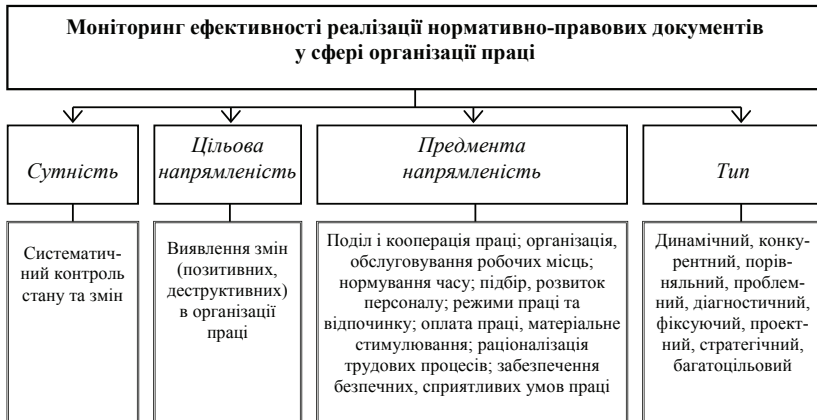 Моніторинг ефективності реалізації нормативно-правових документів
у сфері організації праці
Сутність
Цільова
напрямленість
Предмента
напрямленість
Тип
Систематич-
ний контроль
стану та змін
Виявлення змін
(позитивних,
деструктивних)
в організації
праці
Поділ і кооперація праці; організація,
обслуговування робочих місць;
нормування часу; підбір, розвиток
персоналу; режими праці та
відпочинку; оплата праці, матеріальне
стимулювання; раціоналізація
трудових процесів; забезпечення
безпечних, сприятливих умов праці
Динамічний, конку-
рентний, порів-
няльний, проблем-
ний, діагностичний,
фіксуючий, проект-
ний, стратегічний,
багатоцільовий